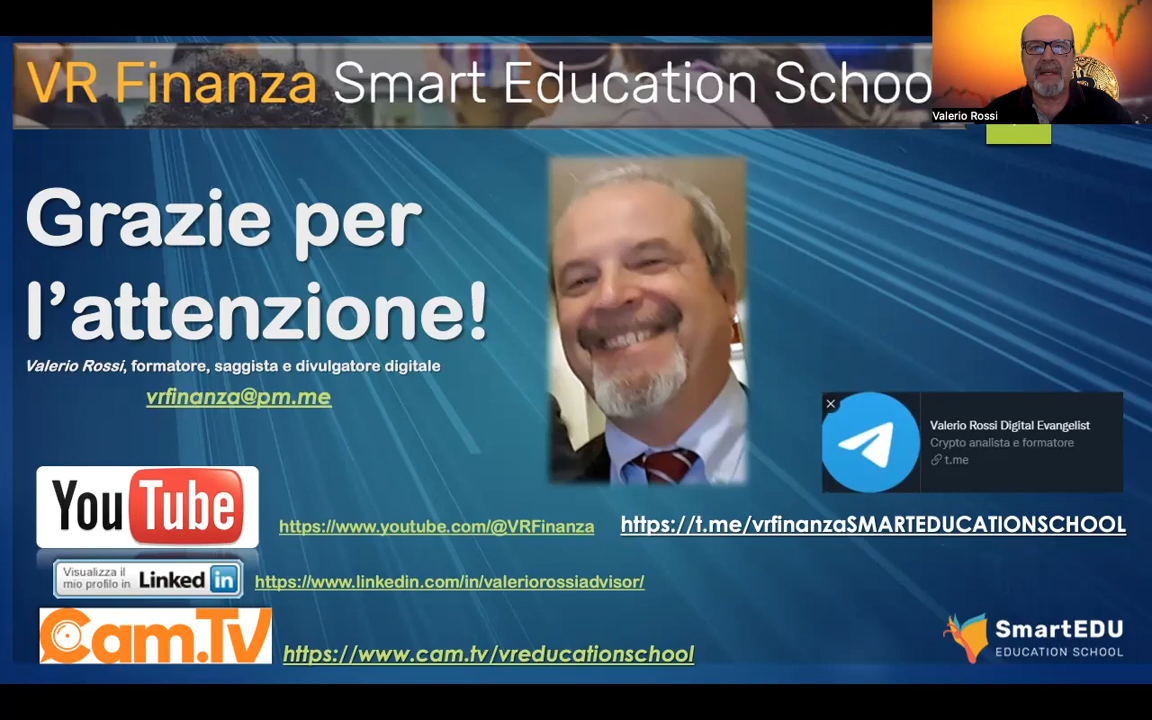 VR Finanza Smart Education Schoo
Valerio Rossi
Grazie per
l’attenzione!
Valerio Rossi, formatore, saggista e divulgatore digitale
vrfinanza@pm.me
Valerio Rossi Digital Evangelist
Crypto analista e formatore
t.me
YouTube
https://www.youtube.com/@VRFinanza
https://t.me/vrfinanzaSMARTEDUCATIONSCHOOL
Visualizza il
mio profilo in Linked in
https://www.linkedin.com/in/valeriorossiadvisor/
Cam.TV
https://www.cam.tv/vreducationschool
SmartEDU
EDUCATION SCHOOL